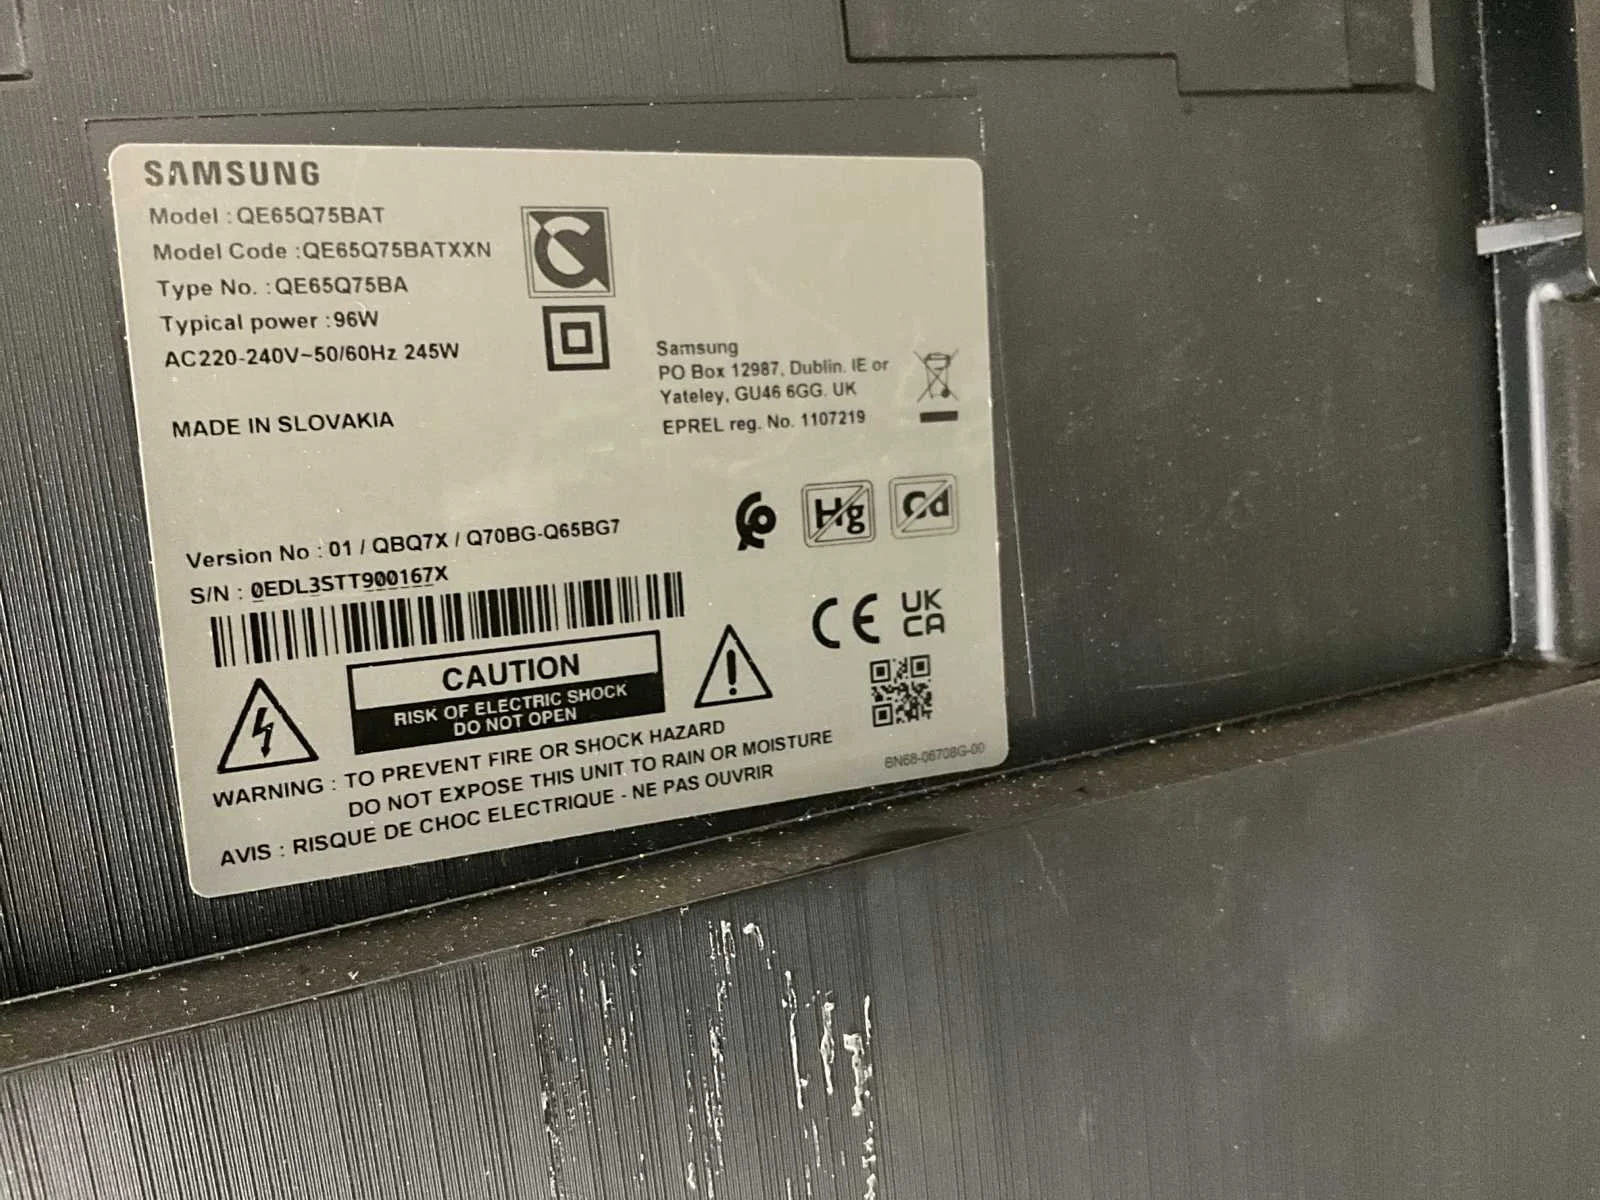 SAMSUNG
Model : QE65Q75BAT
Model Code :QE65Q75BATXXN
Type No. :QE65Q75BA
Typical power :96W
AC220-240V~50/60Hz 245W
MADE IN SLOVAKIA
Samsung
PO Box 12987, Dublin. IE or
Yateley, GU46 6GG. UK
EPREL reg. No. 1107219
Hg
Cd
Version No : 01 / QBQ7X / Q70BG-Q65BG7
S/N : 0EDL3STT900167X
CE
UK
CA
CAUTION
RISK OF ELECTRIC SHOCK
DO NOT OPEN
WARNING : TO PREVENT FIRE OR SHOCK HAZARD
DO NOT EXPOSE THIS UNIT TO RAIN OR MOISTURE
AVIS : RISQUE DE CHOC ELECTRIQUE - NE PAS OUVRIR
BN68-06708G-00